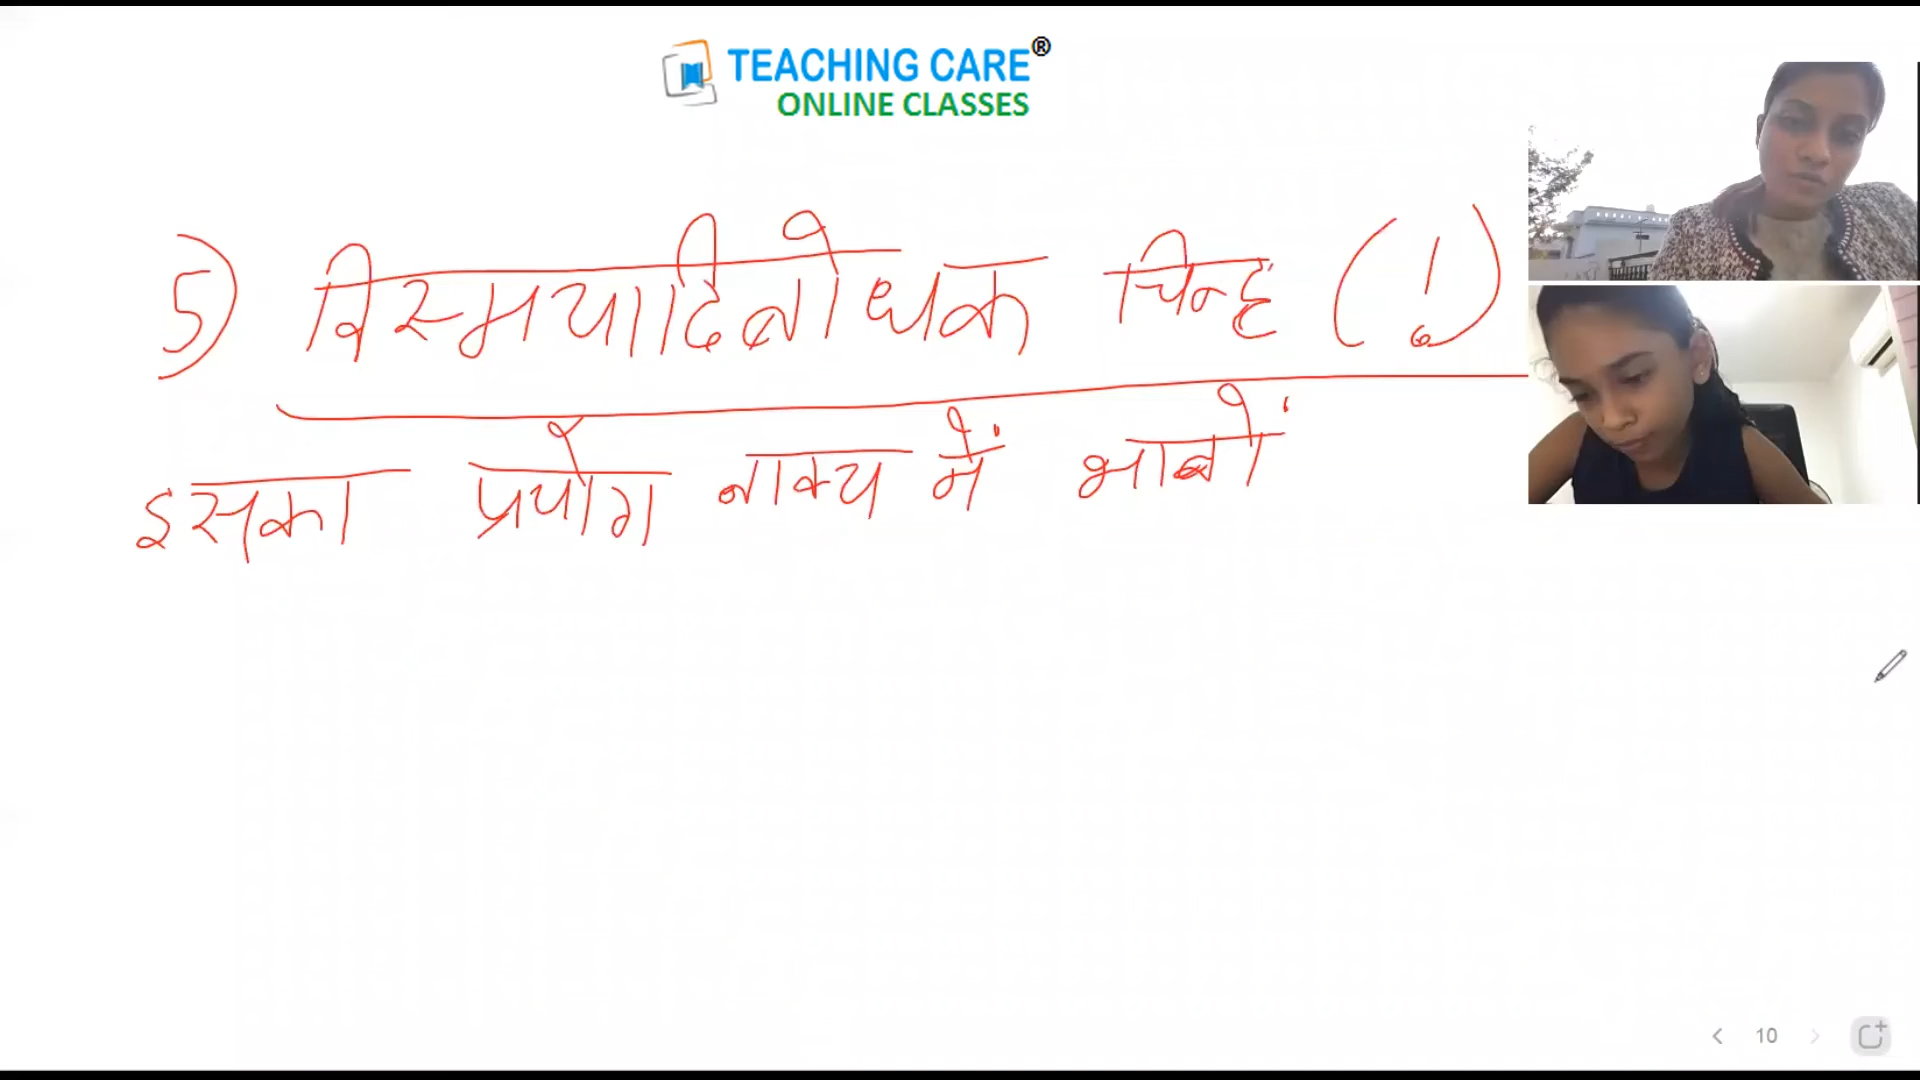 TEACHING CARE®
ONLINE CLASSES
5) विस्मयादिबोधक चिन्ह (!)
इसका प्रयोग वाक्य में भावों
10